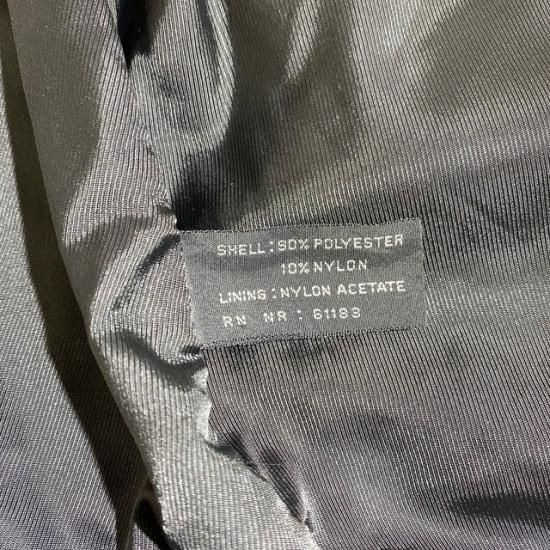 SHELL: 90% POLYESTER
10% NYLON
LINING: NYLON ACETATE
RN NR: 61183